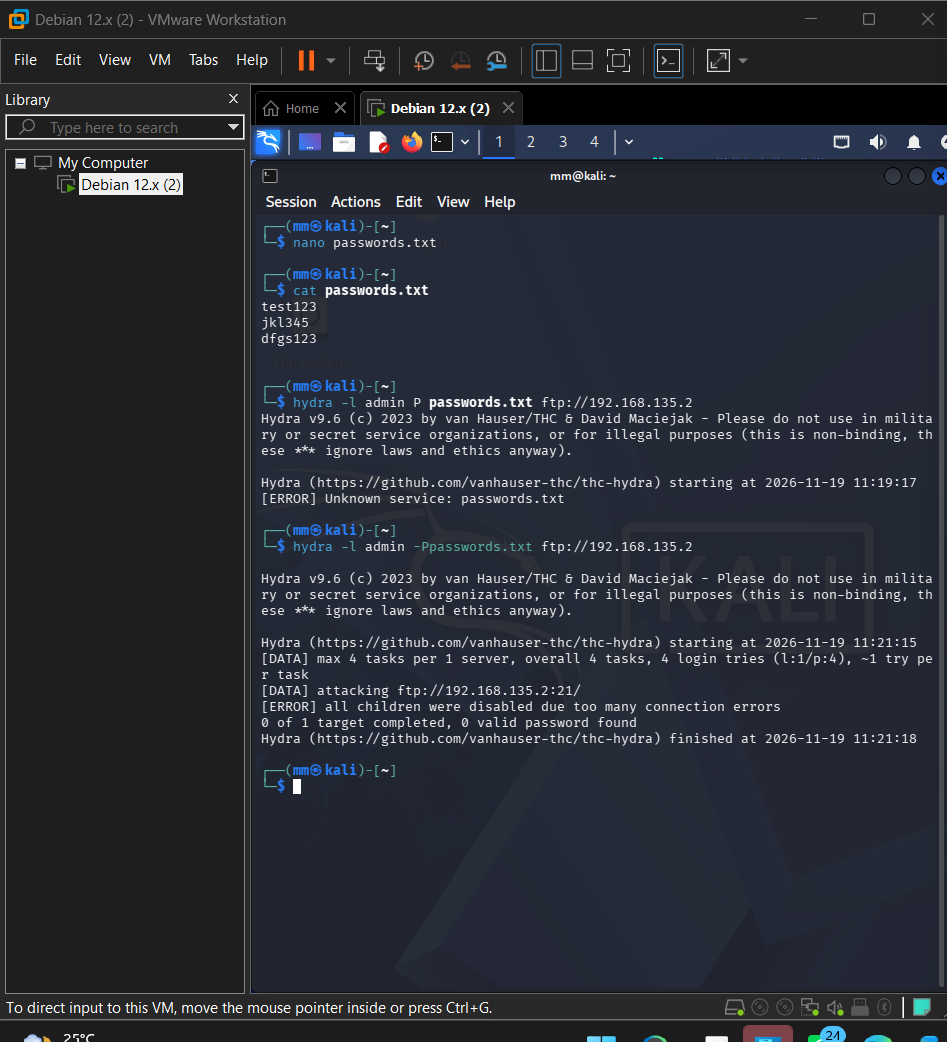 Debian 12.x (2) - VMware Workstation
File Edit View VM Tabs Help
Library
Type here to search
My Computer
Debian 12.x (2)
Home
Debian 12.x (2)
1 2 3 4
mm@kali: ~
Session Actions Edit View Help
┌──(mm㉿kali)-[~]
└─$ nano passwords.txt
┌──(mm㉿kali)-[~]
└─$ cat passwords.txt
test123
jkl345
dfgs123
File System
┌──(mm㉿kali)-[~]
└─$ hydra -l admin P passwords.txt ftp://192.168.135.2
Hydra v9.6 (c) 2023 by van Hauser/THC & David Maciejak - Please do not use in milita
ry or secret service organizations, or for illegal purposes (this is non-binding, th
ese *** ignore laws and ethics anyway).
Hydra (https://github.com/vanhauser-thc/thc-hydra) starting at 2026-11-19 11:19:17
[ERROR] Unknown service: passwords.txt
┌──(mm㉿kali)-[~]
└─$ hydra -l admin -Ppasswords.txt ftp://192.168.135.2
Hydra v9.6 (c) 2023 by van Hauser/THC & David Maciejak - Please do not use in milita
ry or secret service organizations, or for illegal purposes (this is non-binding, th
ese *** ignore laws and ethics anyway).
Hydra (https://github.com/vanhauser-thc/thc-hydra) starting at 2026-11-19 11:21:15
[DATA] max 4 tasks per 1 server, overall 4 tasks, 4 login tries (l:1/p:4), ~1 try pe
r task
[DATA] attacking ftp://192.168.135.2:21/
[ERROR] all children were disabled due too many connection errors
0 of 1 target completed, 0 valid password found
Hydra (https://github.com/vanhauser-thc/thc-hydra) finished at 2026-11-19 11:21:18
┌──(mm㉿kali)-[~]
└─$
KALI
To direct input to this VM, move the mouse pointer inside or press Ctrl+G.
25°C
24